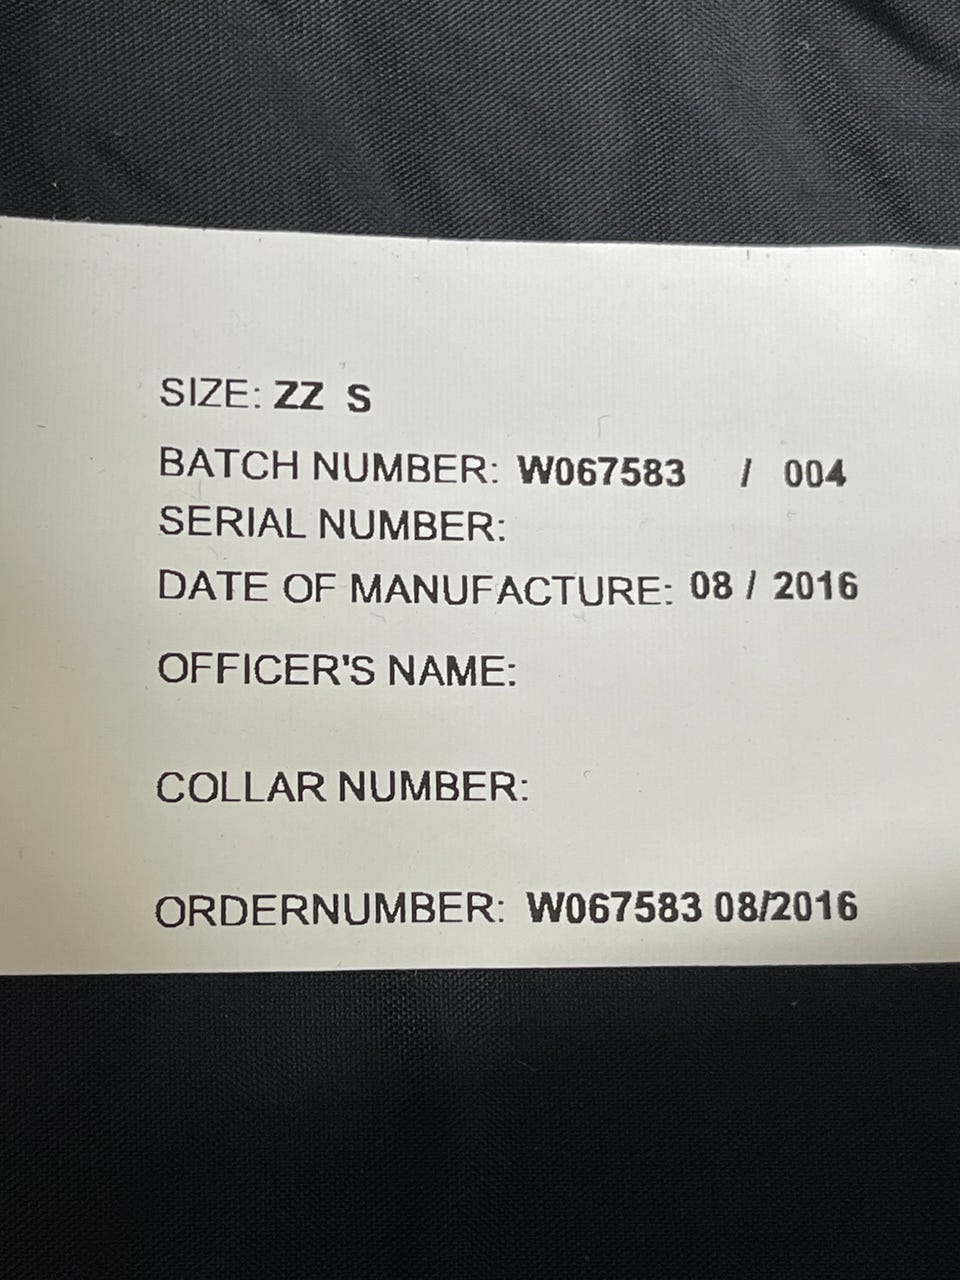 SIZE: ZZ S
BATCH NUMBER: W067583 / 004
SERIAL NUMBER:
DATE OF MANUFACTURE: 08 / 2016
OFFICER'S NAME:
COLLAR NUMBER:
ORDERNUMBER: W067583 08/2016